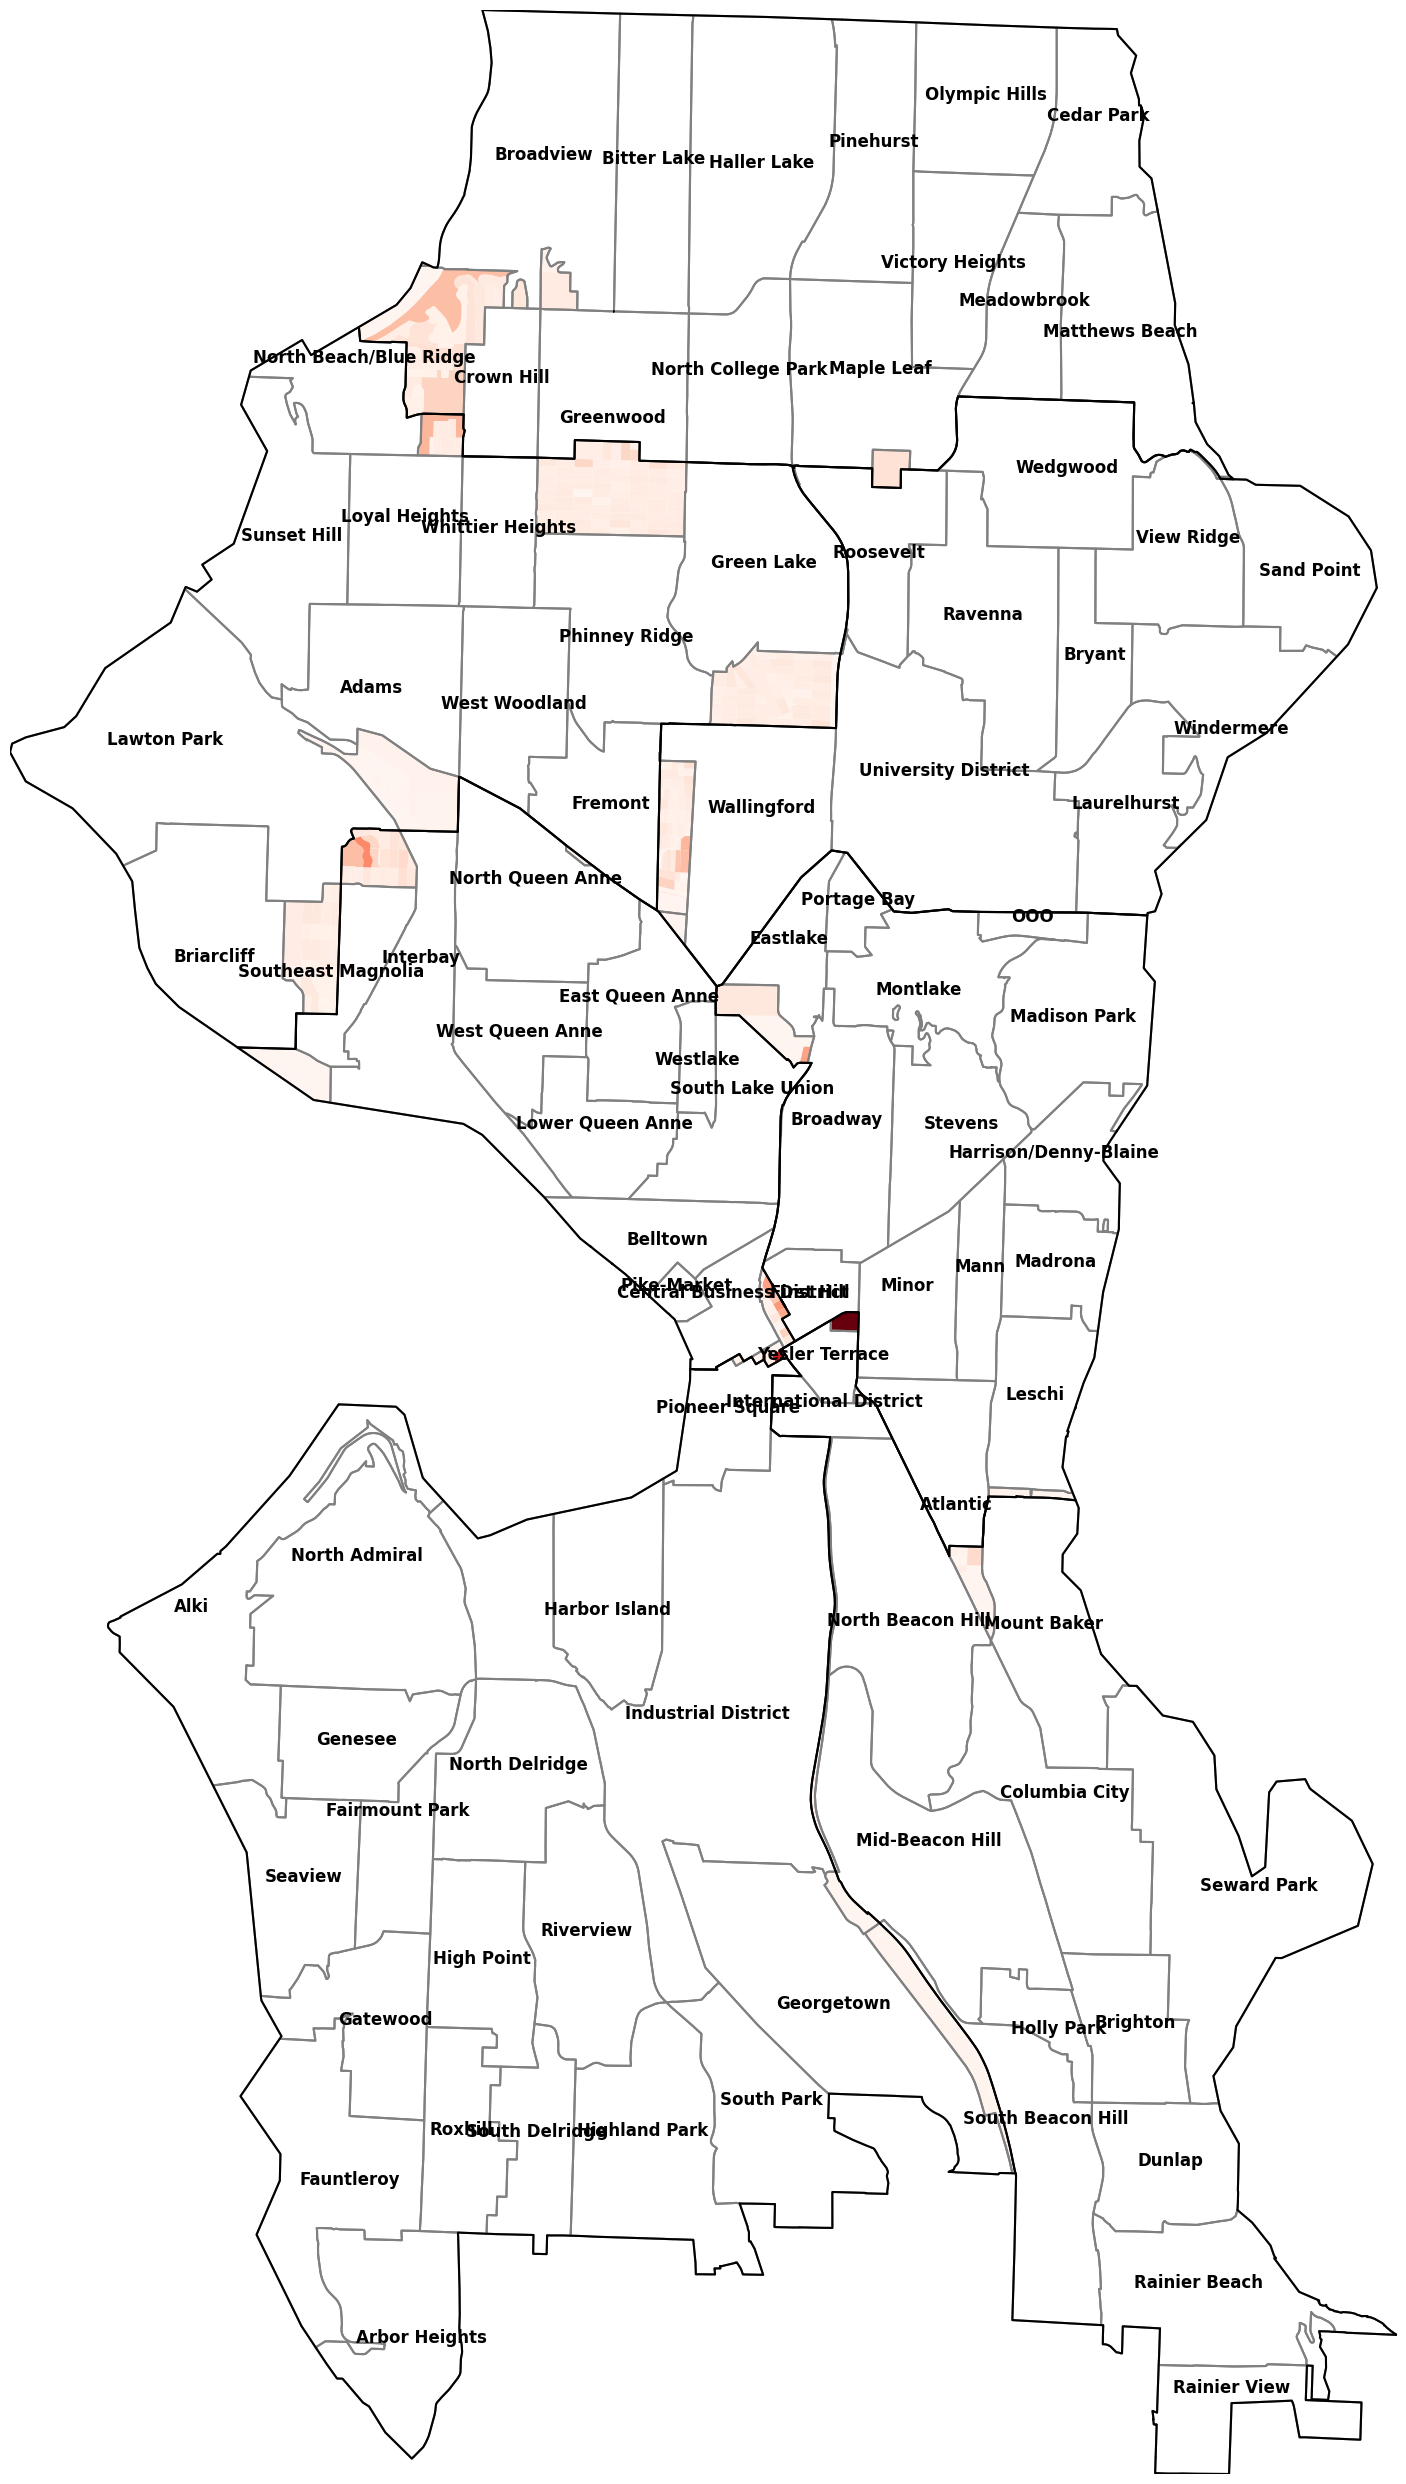 Olympic Hills
Cedar Park
Pinehurst
Broadview
Bitter Lake
Haller Lake
Victory Heights
Meadowbrook
Matthews Beach
North Beach/Blue Ridge
Crown Hill
North College Park
Maple Leaf
Greenwood
Wedgwood
Loyal Heights
Whittier Heights
Sunset Hill
View Ridge
Roosevelt
Green Lake
Sand Point
Ravenna
Phinney Ridge
Bryant
Adams
West Woodland
Lawton Park
Windermere
University District
Fremont
Wallingford
Laurelhurst
North Queen Anne
Portage Bay
OOO
Eastlake
Briarcliff
Interbay
Southeast Magnolia
East Queen Anne
Montlake
Madison Park
West Queen Anne
Westlake
South Lake Union
Broadway
Lower Queen Anne
Stevens
Harrison/Denny-Blaine
Belltown
Madrona
Mann
Pike-Market
Minor
Central Business District
First Hill
Yesler Terrace
Leschi
International District
Pioneer Square
Atlantic
North Admiral
Alki
Harbor Island
North Beacon Hill
Mount Baker
Industrial District
Genesee
North Delridge
Columbia City
Fairmount Park
Mid-Beacon Hill
Seaview
Seward Park
Riverview
High Point
Georgetown
Gatewood
Brighton
Holly Park
South Park
South Beacon Hill
Roxhill
South Delridge
Highland Park
Dunlap
Fauntleroy
Rainier Beach
Arbor Heights
Rainier View